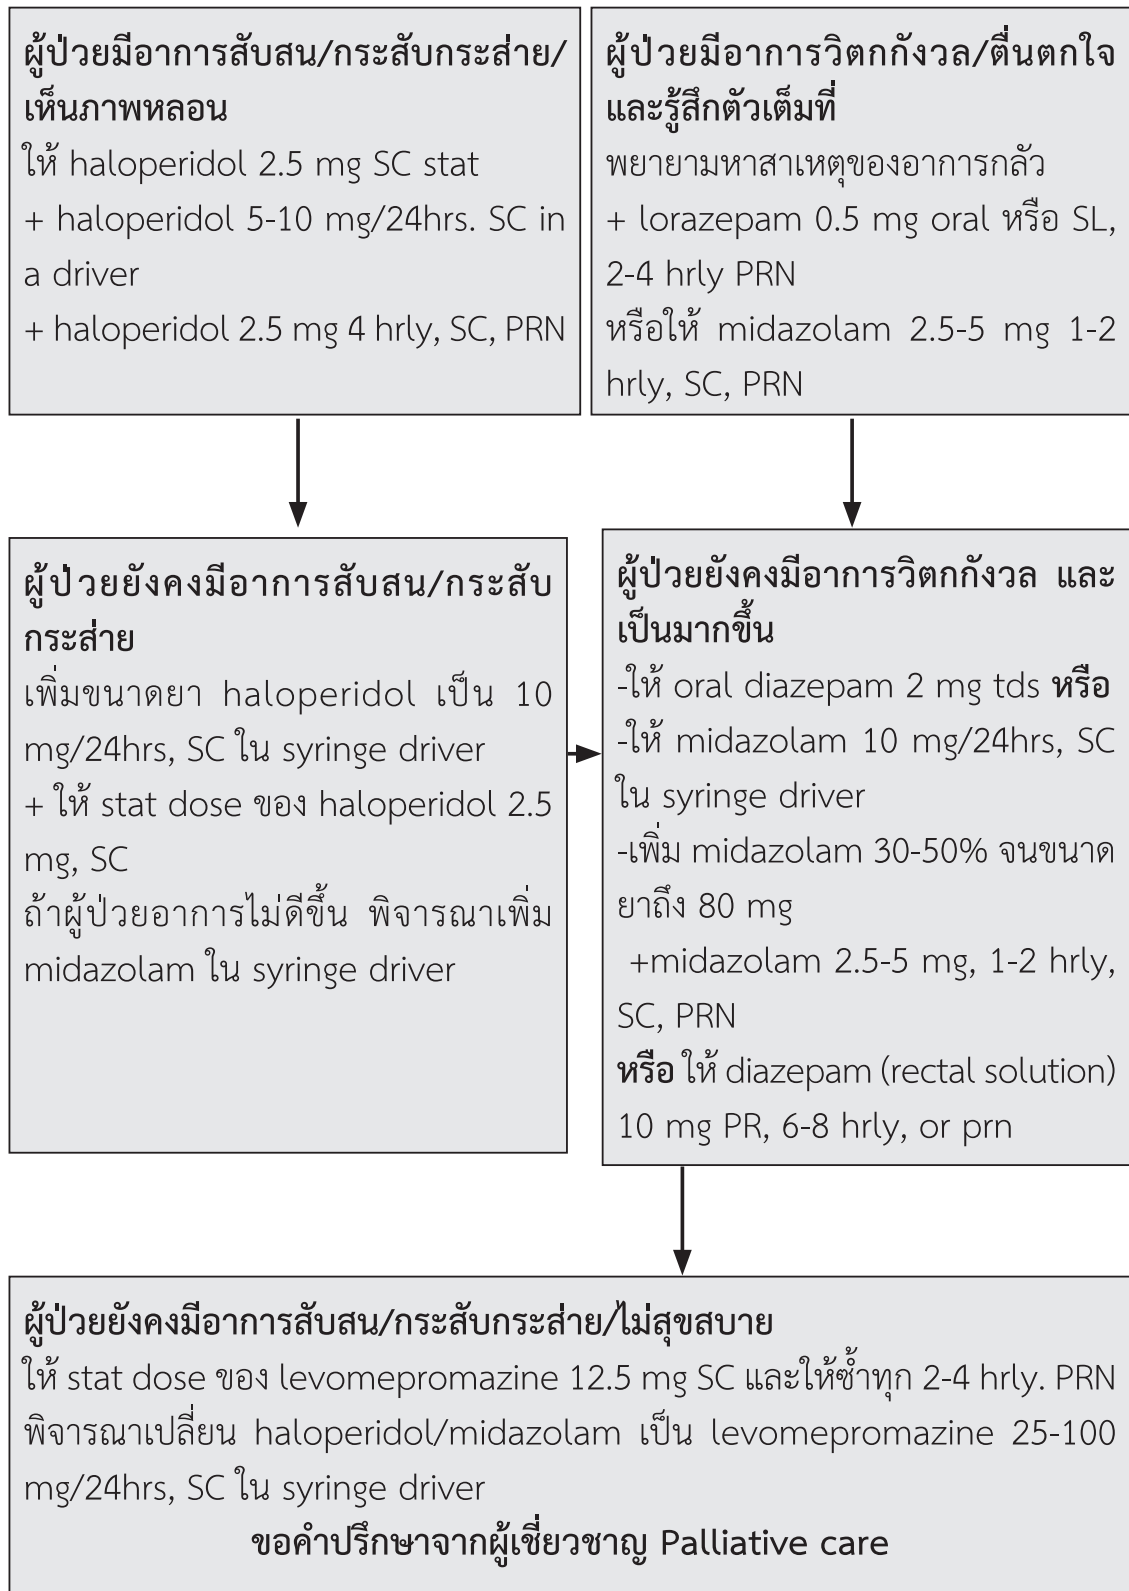 ผู้ป่วยมีอาการสับสน/กระสับกระส่าย/
เห็นภาพหลอน
ให้ haloperidol 2.5 mg SC stat
+ haloperidol 5-10 mg/24hrs. SC in
a driver
+ haloperidol 2.5 mg 4 hrly, SC, PRN
ผู้ป่วยมีอาการวิตกกังวล/ตื่นตกใจ
และรู้สึกตัวเต็มที่
พยายามหาสาเหตุของอาการกลัว
+ lorazepam 0.5 mg oral หรือ SL,
2-4 hrly PRN
หรือให้ midazolam 2.5-5 mg 1-2
hrly, SC, PRN
ผู้ป่วยยังคงมีอาการสับสน/กระสับ
กระส่าย
เพิ่มขนาดยา haloperidol เป็น 10
mg/24hrs, SC ใน syringe driver
+ ให้ stat dose ของ haloperidol 2.5
mg, SC
ถ้าผู้ป่วยอาการไม่ดีขึ้น พิจารณาเพิ่ม
midazolam ใน syringe driver
ผู้ป่วยยังคงมีอาการวิตกกังวล และ
เป็นมากขึ้น
-ให้ oral diazepam 2 mg tds หรือ
-ให้ midazolam 10 mg/24hrs, SC
ใน syringe driver
-เพิ่ม midazolam 30-50% จนขนาด
ยาถึง 80 mg
+midazolam 2.5-5 mg, 1-2 hrly,
SC, PRN
หรือ ให้ diazepam (rectal solution)
10 mg PR, 6-8 hrly, or prn
ผู้ป่วยยังคงมีอาการสับสน/กระสับกระส่าย/ไม่สุขสบาย
ให้ stat dose ของ levomepromazine 12.5 mg SC และให้ซ้ำทุก 2-4 hrly. PRN
พิจารณาเปลี่ยน haloperidol/midazolam เป็น levomepromazine 25-100
mg/24hrs, SC ใน syringe driver
ขอคำปรึกษาจากผู้เชี่ยวชาญ Palliative care